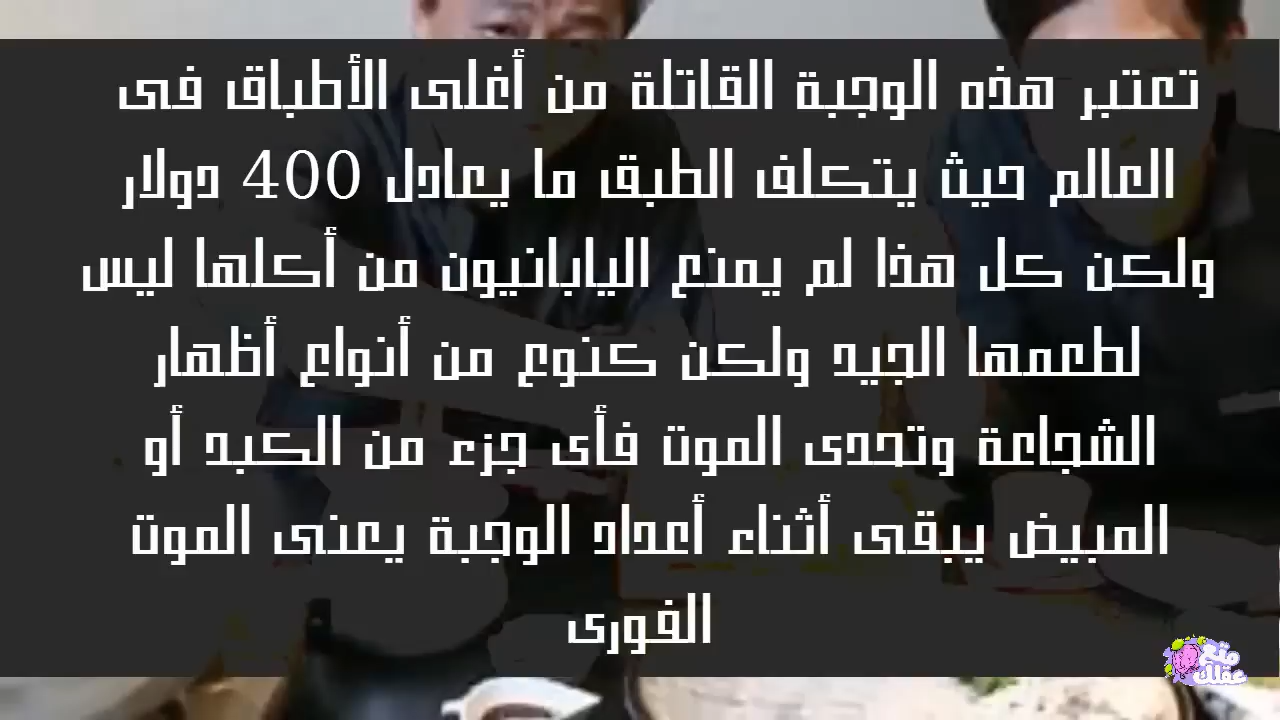 تعتبر هذه الوجبة القاتلة من أغلى الأطباق فى
العالم حيث يتكلف الطبق ما يعادل 400 دولار
ولكن كل هذا لم يمنع اليابانيون من أكلها ليس
لطعمها الجيد ولكن كنوع من أنواع أظهار
الشجاعة وتحدى الموت فأى جزء من الكبد أو
المبيض يبقى أثناء أعداد الوجبة يعنى الموت
الفورى
متع
عقلك